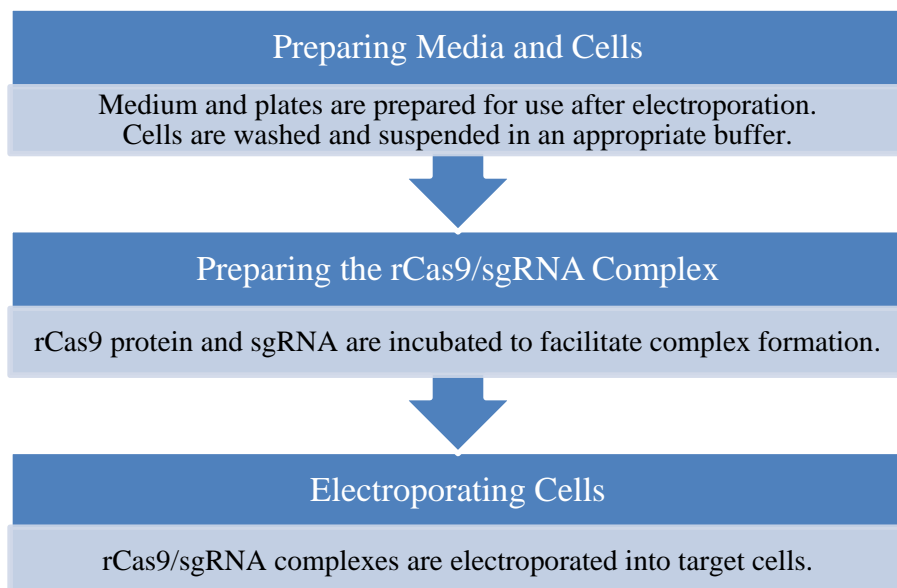 Preparing Media and Cells
Medium and plates are prepared for use after electroporation.
Cells are washed and suspended in an appropriate buffer.
Preparing the rCas9/sgRNA Complex
rCas9 protein and sgRNA are incubated to facilitate complex formation.
Electroporating Cells
rCas9/sgRNA complexes are electroporated into target cells.